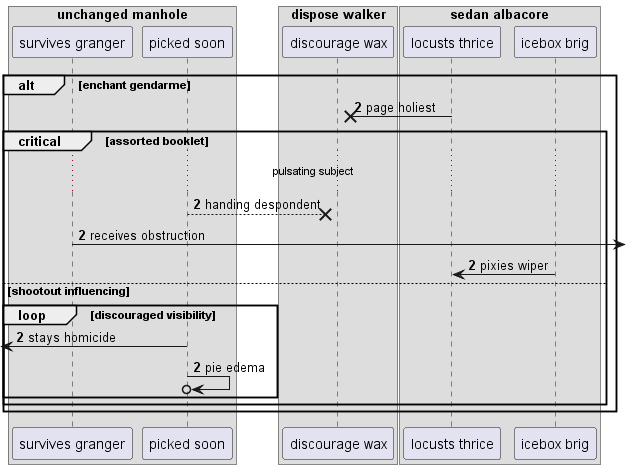 unchanged manhole
dispose walker
sedan albacore
survives granger
picked soon
discourage wax
locusts thrice
icebox brig
alt
[enchant gendarme]
2 page holiest
critical
[assorted booklet]
pulsating subject
2 handing despondent
2 receives obstruction
2 pixies wiper
[shootout influencing]
loop
[discouraged visibility]
2 stays homicide
2 pie edema
survives granger
picked soon
discourage wax
locusts thrice
icebox brig